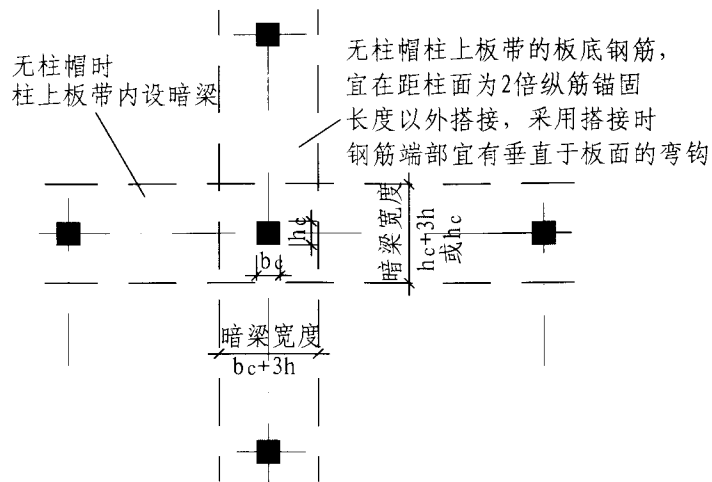 无柱帽时
柱上板带内设暗梁
无柱帽柱上板带的板底钢筋，
宜在距柱面为2倍纵筋锚固
长度以外搭接，采用搭接时
钢筋端部宜有垂直于板面的弯钩
hc
bc
暗梁宽度
hc+3h
或hc
暗梁宽度
bc+3h